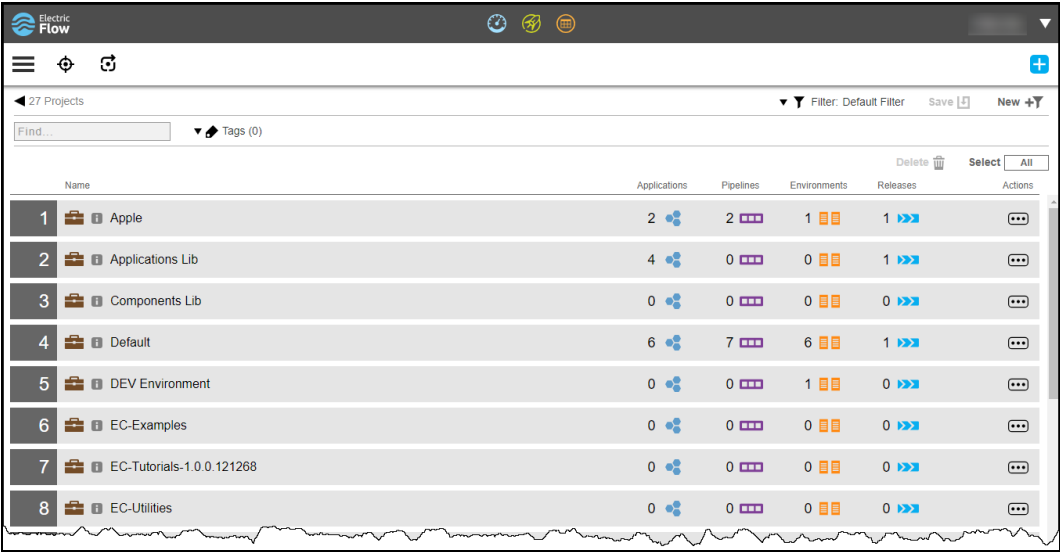 Electric
Flow
27 Projects
Filter: Default Filter Save New
Find...
Tags (0)
Delete Select All
Name Applications Pipelines Environments Releases Actions
1 Apple 2 2 1 1
2 Applications Lib 4 0 0 1
3 Components Lib 0 0 0 0
4 Default 6 7 6 1
5 DEV Environment 0 0 1 0
6 EC-Examples 0 0 0 0
7 EC-Tutorials-1.0.0.121268 0 0 0 0
8 EC-Utilities 0 0 0 0